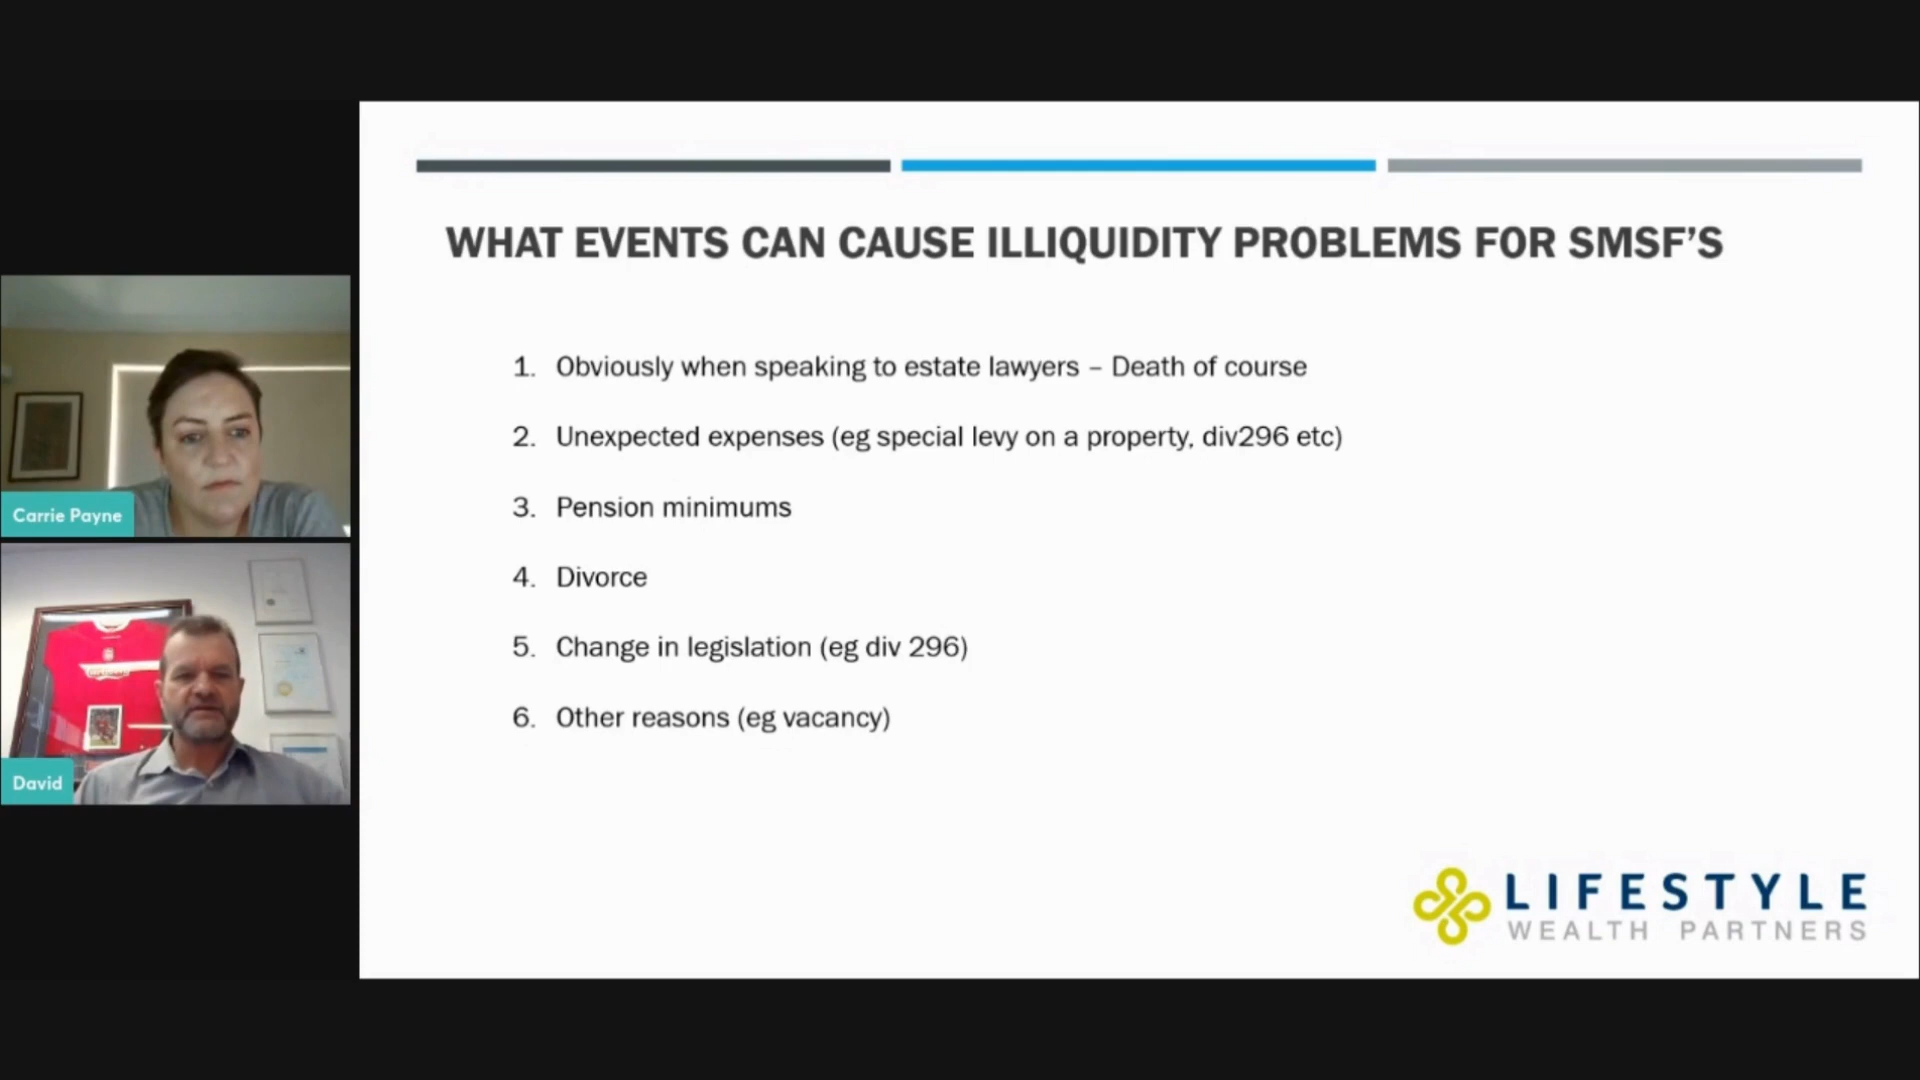 WHAT EVENTS CAN CAUSE ILLIQUIDITY PROBLEMS FOR SMSF'S
1. Obviously when speaking to estate lawyers – Death of course
2. Unexpected expenses (eg special levy on a property, div296 etc)
3. Pension minimums
4. Divorce
5. Change in legislation (eg div 296)
6. Other reasons (eg vacancy)
Carrie Payne
David
LIFESTYLE
WEALTH PARTNERS